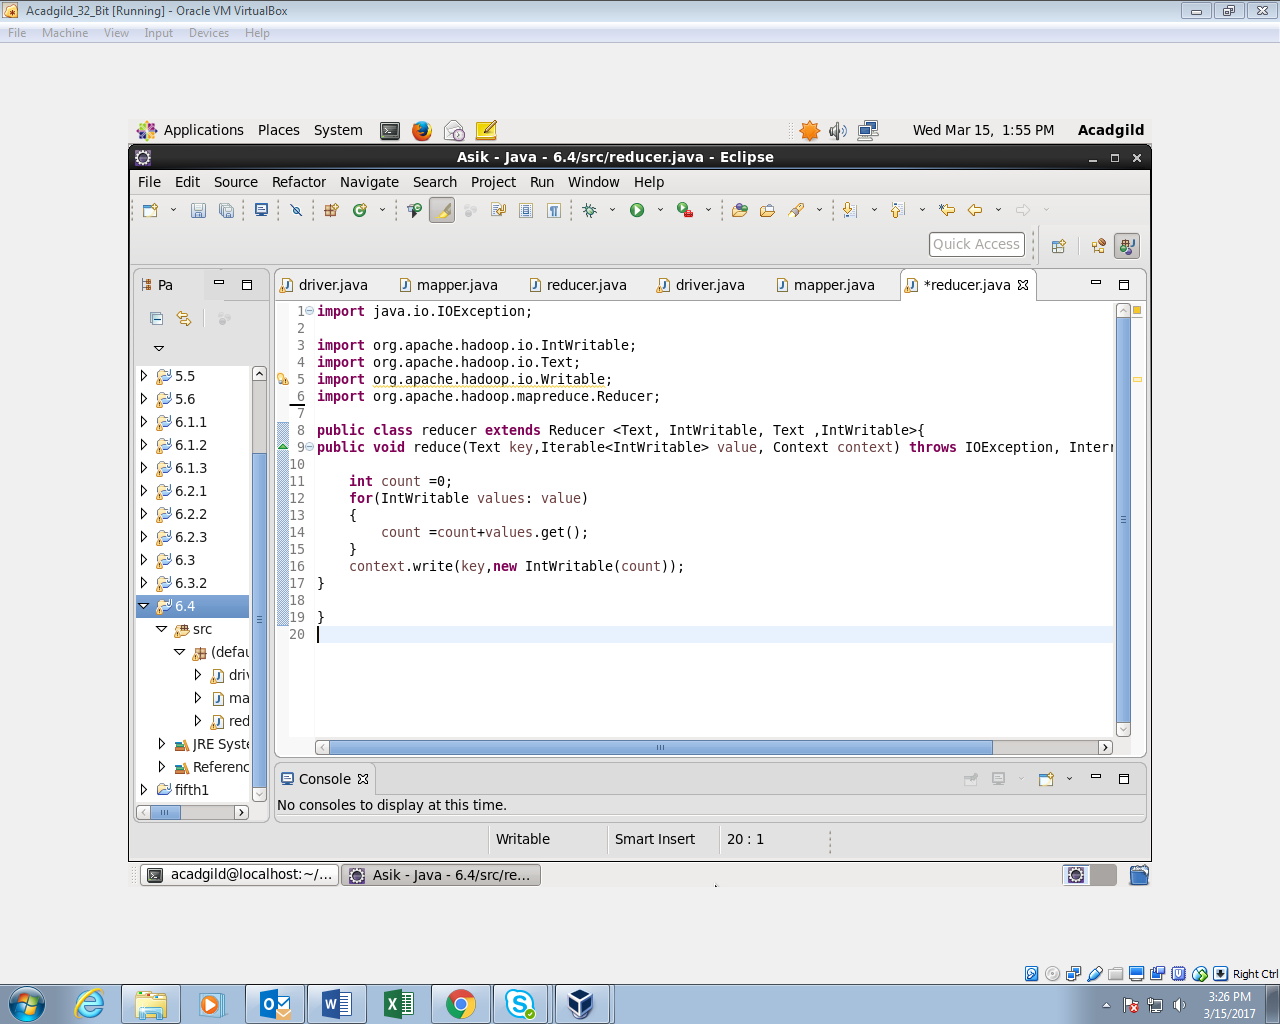 Acadgild_32_Bit [Running] - Oracle VM VirtualBox
File Machine View Input Devices Help
Applications Places System Wed Mar 15, 1:55 PM Acadgild
Asik - Java - 6.4/src/reducer.java - Eclipse
File Edit Source Refactor Navigate Search Project Run Window Help
Quick Access
Pa
driver.java mapper.java reducer.java driver.java mapper.java *reducer.java
5.5
5.6
6.1.1
6.1.2
6.1.3
6.2.1
6.2.2
6.2.3
6.3
6.3.2
6.4
src
(defau
driv
ma
red
JRE Syste
Referenc
fifth1
1 import java.io.IOException;
2
3 import org.apache.hadoop.io.IntWritable;
4 import org.apache.hadoop.io.Text;
5 import org.apache.hadoop.io.Writable;
6 import org.apache.hadoop.mapreduce.Reducer;
7
8 public class reducer extends Reducer <Text, IntWritable, Text ,IntWritable>{
9 public void reduce(Text key,Iterable<IntWritable> value, Context context) throws IOException, Interr
10
11 int count =0;
12 for(IntWritable values: value)
13 {
14 count =count+values.get();
15 }
16 context.write(key,new IntWritable(count));
17 }
18
19 }
20
Console
No consoles to display at this time.
Writable Smart Insert 20 : 1
acadgild@localhost:~/... Asik - Java - 6.4/src/re...
Right Ctrl
3:26 PM
3/15/2017